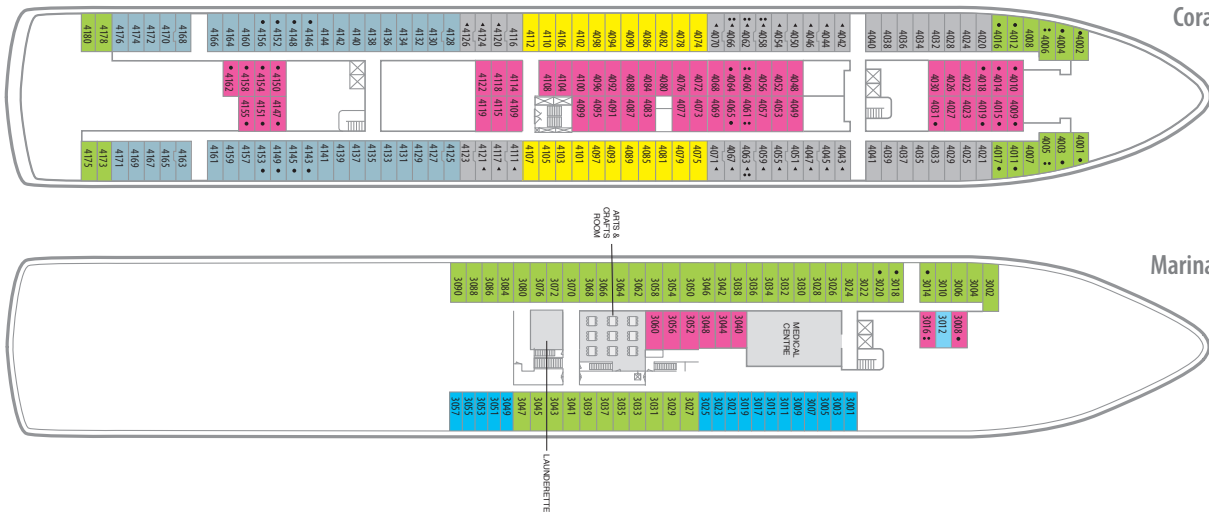 Cora
4180 4178 4176 4174 4172 4170 4168 4166 4164 4160 4156 4152 4148 4146 4144 4142 4140 4138 4136 4134 4132 4130 4128 4126 4124 4120 4116 4112 4110 4106 4102 4098 4094 4090 4086 4082 4078 4074 4070 4066 4062 4058 4054 4050 4046 4044 4042 4040 4038 4036 4034 4032 4028 4024 4020 4016 4012 4008 4006 4004 4002
4162 4158 4154 4150 4122 4118 4114 4108 4104 4100 4096 4092 4088 4084 4080 4076 4072 4068 4064 4060 4056 4052 4048 4030 4026 4022 4018 4014 4010
4155 4151 4147 4119 4115 4109 4099 4095 4091 4087 4083 4077 4073 4069 4065 4061 4057 4053 4049 4031 4027 4023 4019 4015 4009
4175 4173 4171 4169 4167 4165 4163 4161 4159 4157 4153 4149 4145 4143 4141 4139 4137 4135 4133 4131 4129 4127 4125 4123 4121 4117 4111 4107 4105 4103 4101 4097 4093 4089 4085 4081 4079 4075 4071 4067 4063 4059 4055 4051 4047 4045 4043 4041 4039 4037 4035 4033 4029 4025 4021 4017 4011 4007 4005 4003 4001
ARTS &
CRAFTS
ROOM
Marina
3090 3088 3086 3084 3080 3076 3072 3070 3068 3066 3064 3062 3058 3054 3050 3046 3042 3038 3036 3034 3032 3030 3028 3026 3024 3022 3020 3018 3014 3010 3006 3004 3002
3060 3056 3052 3048 3044 3040
MEDICAL
CENTRE
3016 3012 3008
3057 3055 3053 3051 3049 3047 3045 3043 3041 3039 3037 3035 3033 3031 3029 3027 3025 3023 3021 3019 3017 3015 3011 3009 3007 3005 3003 3001
LAUNDERETTE